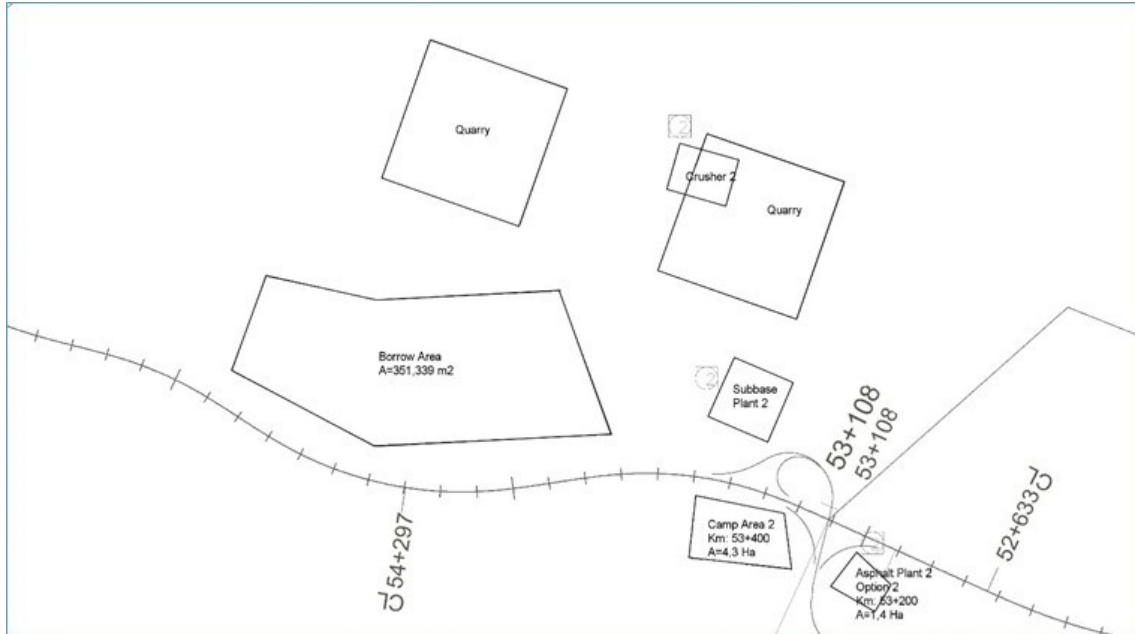 Quarry
2
Crusher 2
Quarry
Borrow Area
A=351,339 m2
2
Subbase
Plant 2
53+108
53+108
52+633
54+297
Camp Area 2
Km: 53+400
A=4,3 Ha
Asphalt Plant 2
Option 2
Km: 53+200
A=1,4 Ha